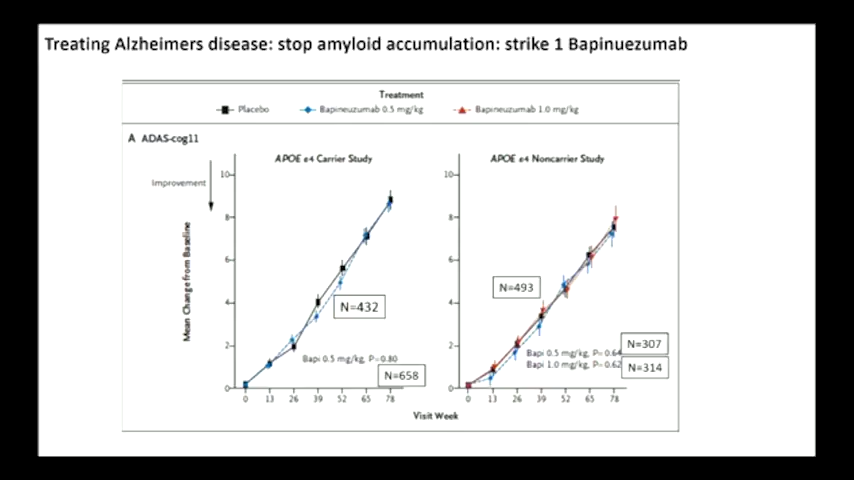 Treating Alzheimers disease: stop amyloid accumulation: strike 1 Bapinuezumab
Treatment
Placebo
Bapineuzumab 0.5 mg/kg
Bapineuzumab 1.0 mg/kg
A ADAS-cog11
Improvement
Mean Change from Baseline
APOE ε4 Carrier Study
10
8
6
4
2
0
N=432
Bapi 0.5 mg/kg, P=0.80
N=658
0 13 26 39 52 65 78
APOE ε4 Noncarrier Study
10
8
6
4
2
0
N=493
Bapi 0.5 mg/kg, P=0.64
N=307
Bapi 1.0 mg/kg, P=0.62
N=314
0 13 26 39 52 65 78
Visit Week